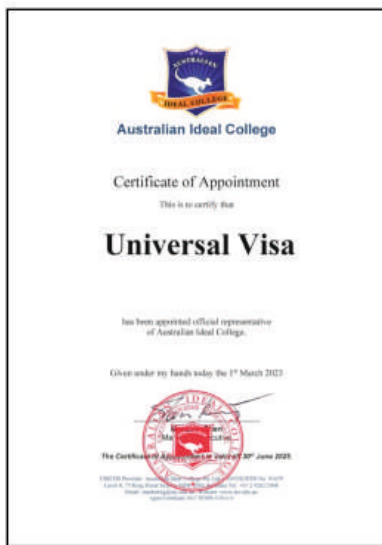 AUSTRALIAN
IDEAL COLLEGE
Australian Ideal College
Certificate of Appointment
This is to certify that
Universal Visa
has been appointed official representative
of Australian Ideal College.
Given under my hands today the 1st March 2023
The Certificate of Appointment is valid till 30th June 2025